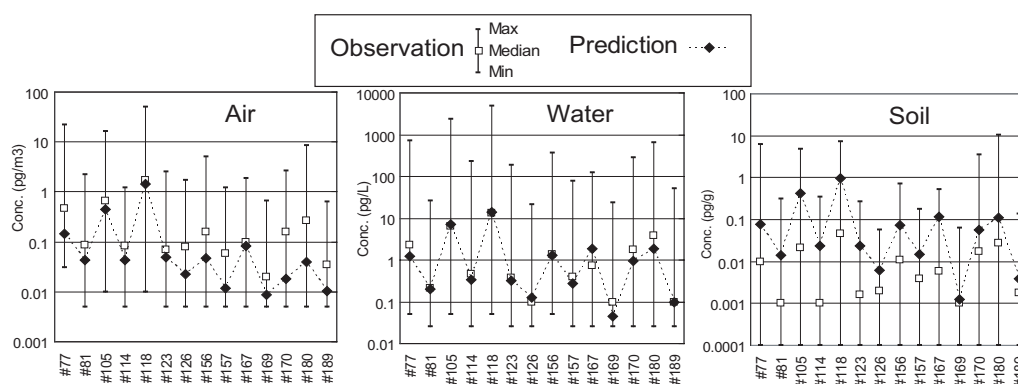 Observation
Max
Median
Min
Prediction
Air
Conc. (pg/m3)
100
10
1
0.1
0.01
0.001
#77 #81 #105 #114 #118 #123 #126 #156 #157 #167 #169 #170 #180 #189
Water
Conc. (pg/L)
10000
1000
100
10
1
0.1
0.01
#77 #81 #105 #114 #118 #123 #126 #156 #157 #167 #169 #170 #180 #189
Soil
Conc. (pg/g)
100
10
1
0.1
0.01
0.001
0.0001
#77 #81 #105 #114 #118 #123 #126 #156 #157 #167 #169 #170 #180